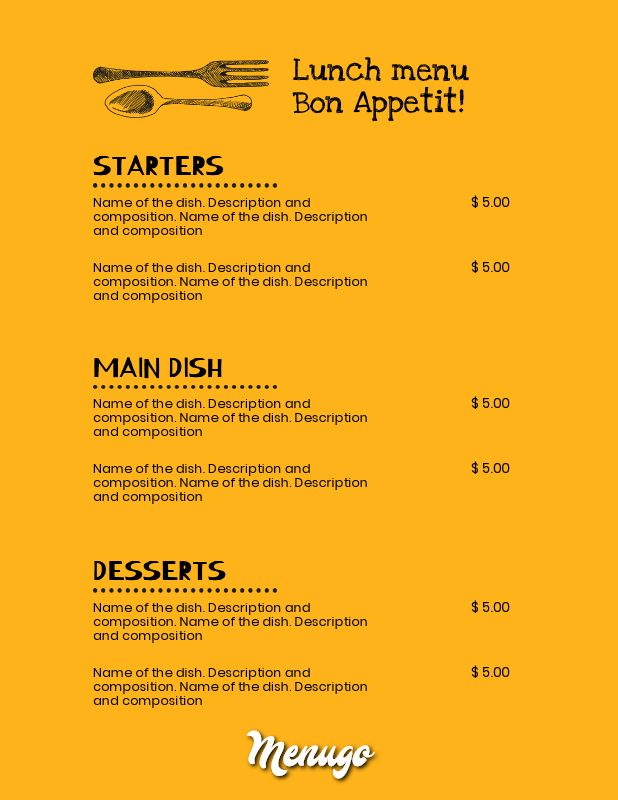 Lunch menu
Bon Appetit!
STARTERS
Name of the dish. Description and
composition. Name of the dish. Description
and composition
$ 5.00
Name of the dish. Description and
composition. Name of the dish. Description
and composition
$ 5.00
MAIN DISH
Name of the dish. Description and
composition. Name of the dish. Description
and composition
$ 5.00
Name of the dish. Description and
composition. Name of the dish. Description
and composition
$ 5.00
DESSERTS
Name of the dish. Description and
composition. Name of the dish. Description
and composition
$ 5.00
Name of the dish. Description and
composition. Name of the dish. Description
and composition
$ 5.00
Menugo